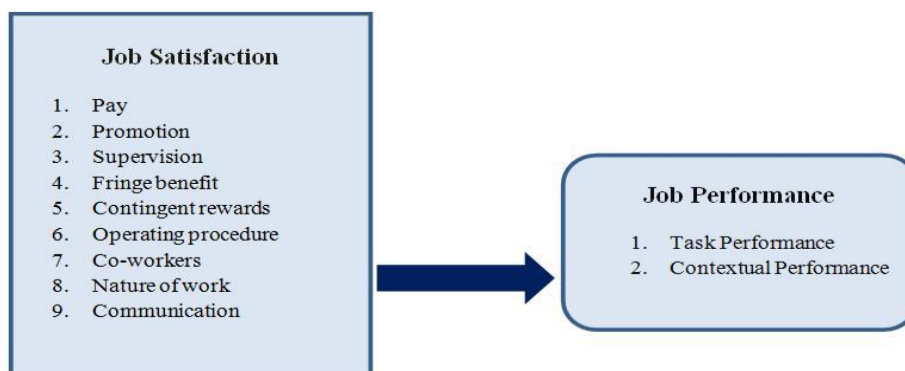 Job Satisfaction
1. Pay
2. Promotion
3. Supervision
4. Fringe benefit
5. Contingent rewards
6. Operating procedure
7. Co-workers
8. Nature of work
9. Communication
Job Performance
1. Task Performance
2. Contextual Performance